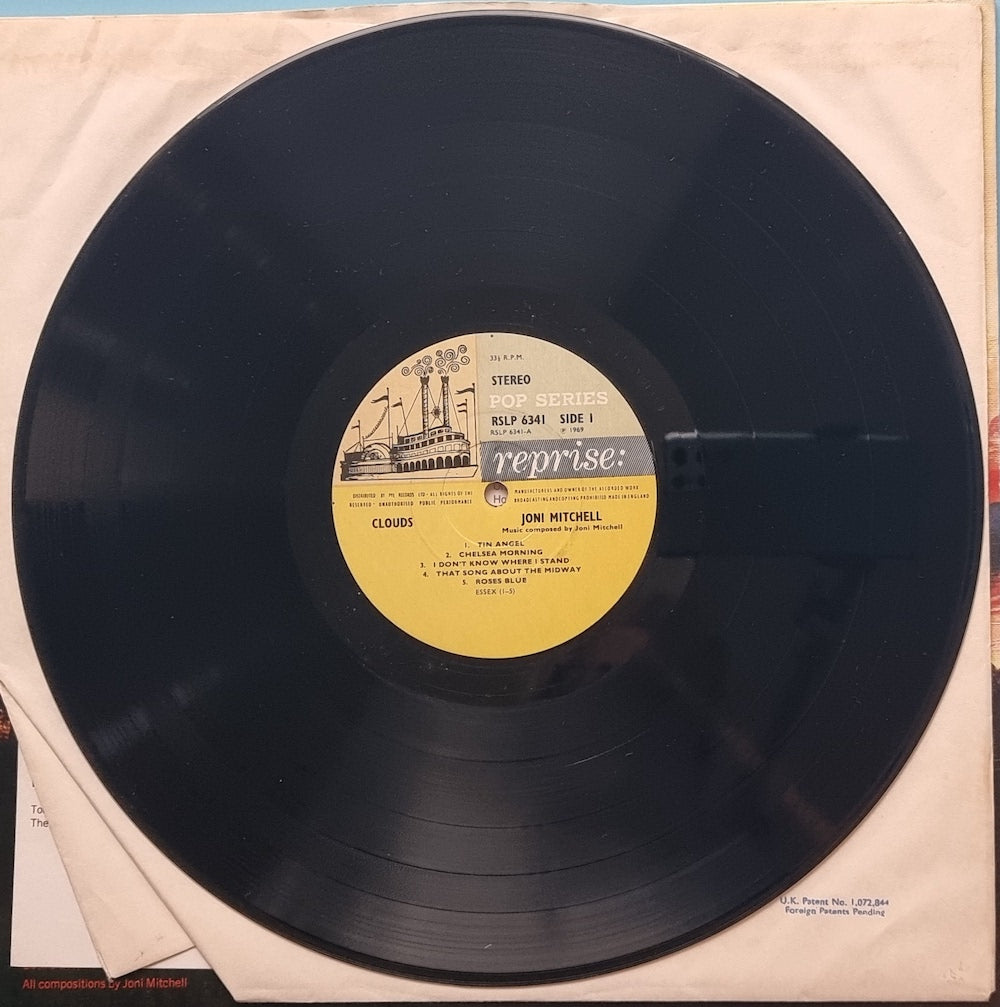 33⅓ R.P.M.
STEREO
POP SERIES
RSLP 6341 SIDE 1
RSLP 6341-A ℗ 1969
reprise:
DISTRIBUTED BY PYE RECORDS LTD · ALL RIGHTS OF THE MANUFACTURERS AND OWNER OF THE RECORDED WORK
RESERVED · UNAUTHORISED PUBLIC PERFORMANCE BROADCASTING AND COPYING PROHIBITED MADE IN ENGLAND
CLOUDS
JONI MITCHELL
Music composed by Joni Mitchell
1. TIN ANGEL
2. CHELSEA MORNING
3. I DON'T KNOW WHERE I STAND
4. THAT SONG ABOUT THE MIDWAY
5. ROSES BLUE
ESSEX (1-5)
The
U.K. Patent No. 1,072,844
Foreign Patents Pending
All compositions by Joni Mitchell